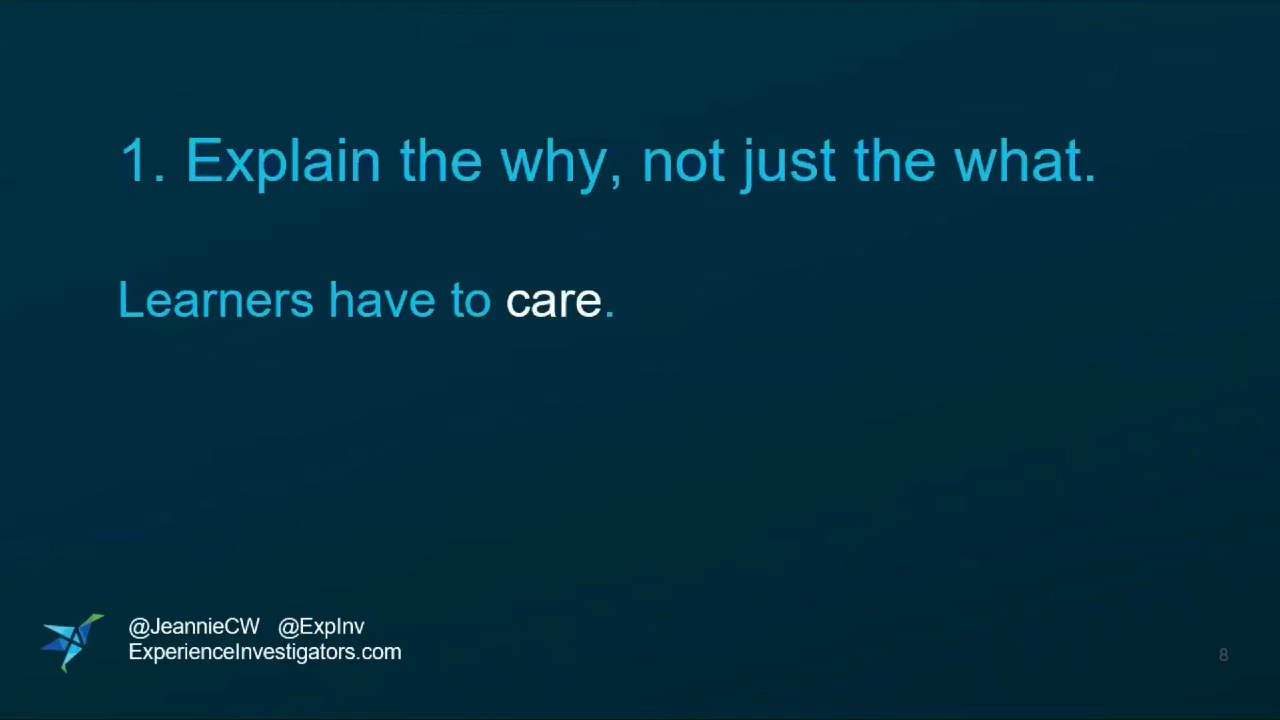 1. Explain the why, not just the what.
Learners have to care.
@JeannieCW @ExpInv
ExperienceInvestigators.com
8